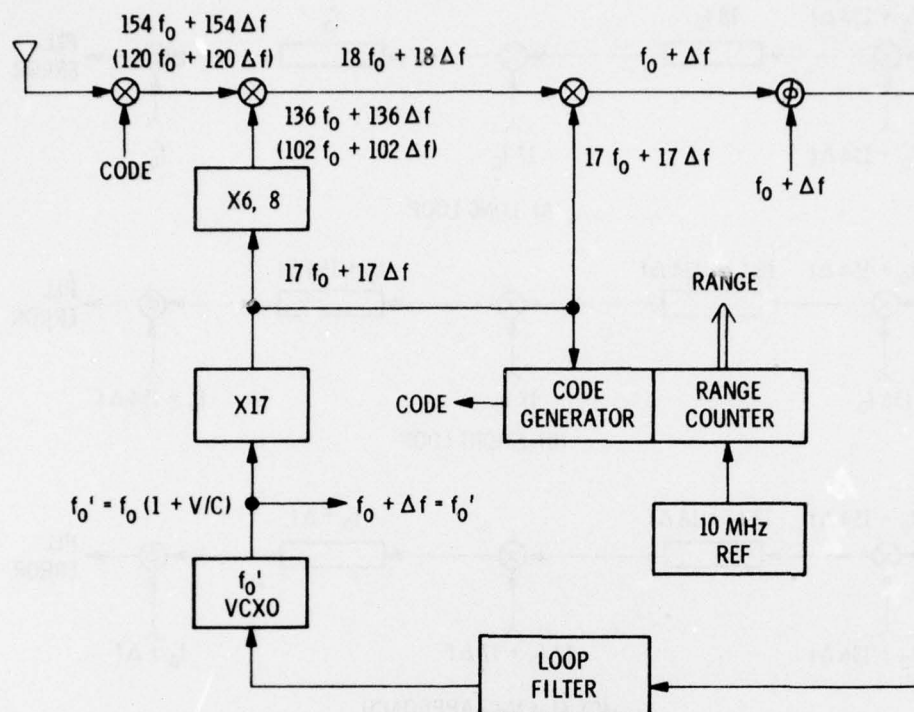 154 f₀ + 154 Δf
(120 f₀ + 120 Δf)
18 f₀ + 18 Δf
f₀ + Δf
136 f₀ + 136 Δf
(102 f₀ + 102 Δf)
17 f₀ + 17 Δf
CODE
ϕ
f₀ + Δf
X6, 8
17 f₀ + 17 Δf
RANGE
X17
CODE
CODE
GENERATOR
RANGE
COUNTER
f₀' = f₀ (1 + V/C)
f₀ + Δf = f₀'
10 MHz
REF
f₀'
VCXO
LOOP
FILTER